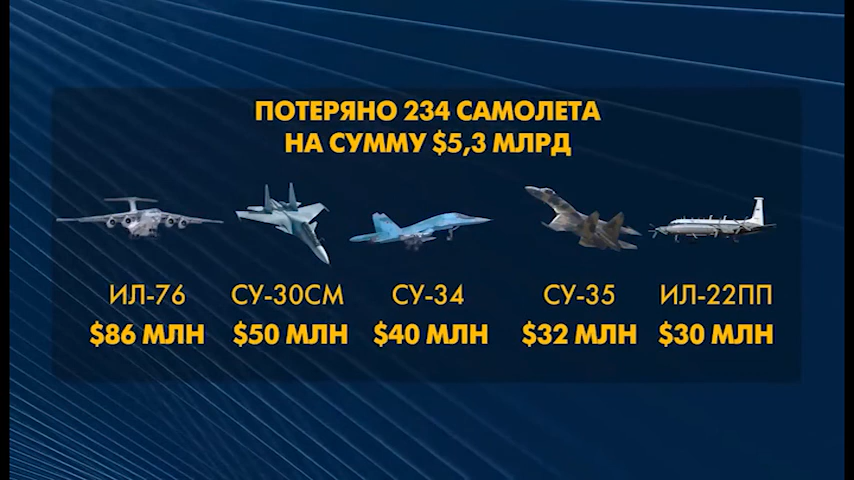 ПОТЕРЯНО 234 САМОЛЕТА
НА СУММУ $5,3 МЛРД
ИЛ-76 СУ-30СМ СУ-34 СУ-35 ИЛ-22ПП
$86 МЛН $50 МЛН $40 МЛН $32 МЛН $30 МЛН